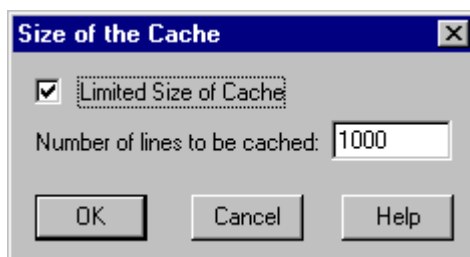 Size of the Cache
Limited Size of Cache
Number of lines to be cached: 1000
OK Cancel Help